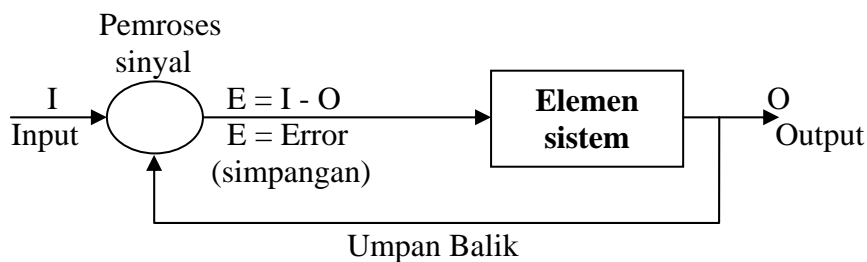 Pemroses
sinyal
I
Input
E = I - O
E = Error
(simpangan)
Elemen
sistem
O
Output
Umpan Balik